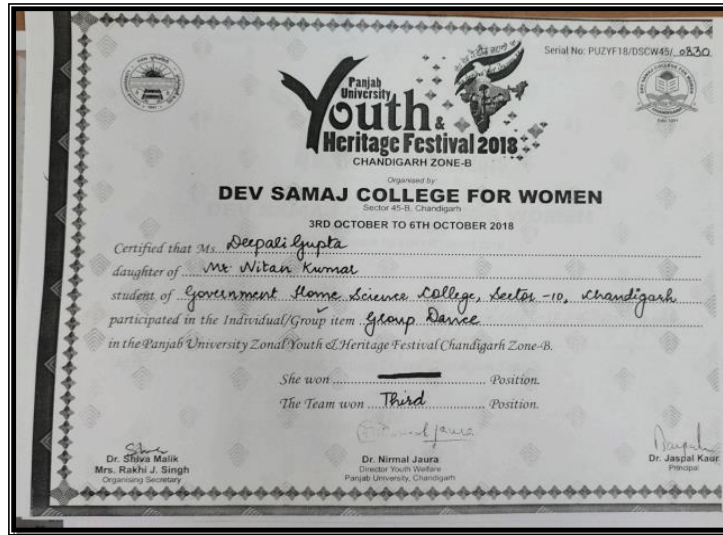 Serial No: PUZYF18/DSCW45/ 0830
Panjab
University
Youth &
Heritage Festival 2018
CHANDIGARH ZONE-B
Organised by:
DEV SAMAJ COLLEGE FOR WOMEN
Sector 45-B, Chandigarh
3RD OCTOBER TO 6TH OCTOBER 2018
Certified that Ms. Deepali Gupta
daughter of Mr Nitan Kumar
student of Government Home Science College, Sector -10, Chandigarh
participated in the Individual/Group item Group Dance
in the Panjab University Zonal Youth & Heritage Festival Chandigarh Zone-B.
She won Position.
The Team won Third Position.
Dr. Shiva Malik
Mrs. Rakhi J. Singh
Organising Secretary
Dr. Nirmal Jaura
Director Youth Welfare
Panjab University, Chandigarh
Dr. Jaspal Kaur
Principal